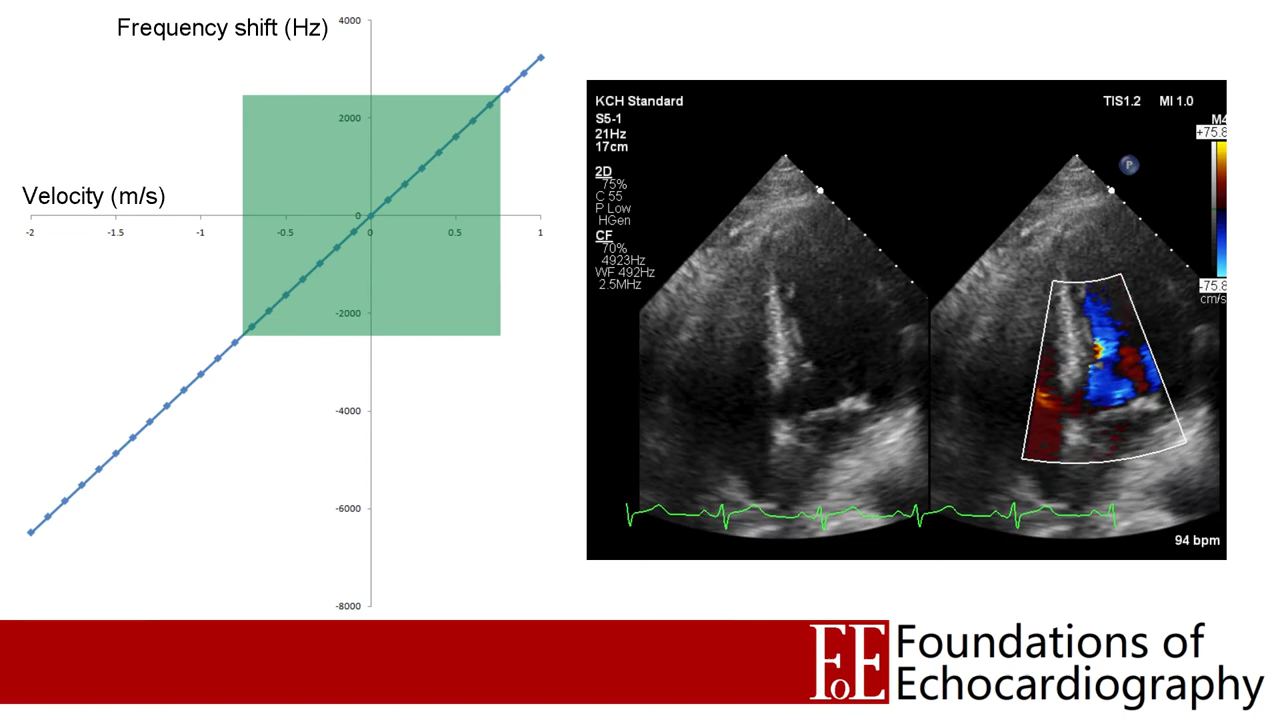 Frequency shift (Hz)
4000
2000
0
-2000
-4000
-6000
-8000
Velocity (m/s)
-2
-1.5
-1
-0.5
0
0.5
1
KCH Standard
TIS1.2 MI 1.0
S5-1
21Hz
17cm
M4
+75.8
2D
75%
C 55
P Low
HGen
CF
70%
4923Hz
WF 492Hz
2.5MHz
P
-75.8
cm/s
94 bpm
FoE
Foundations of
Echocardiography